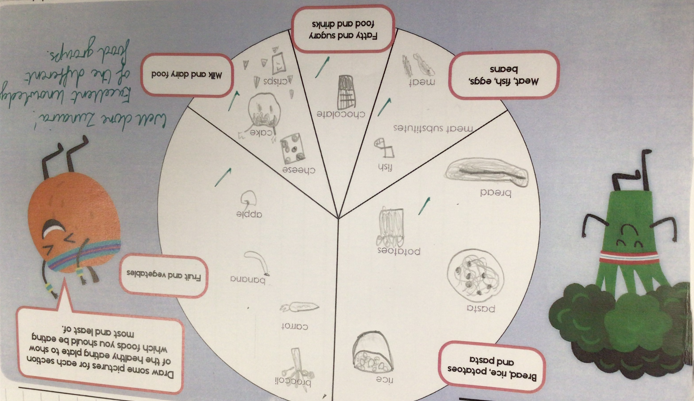 Draw some pictures for each section
of the healthy eating plate to show
which foods you should be eating
most and least of.
Bread, rice, potatoes
and pasta
rice
pasta
potatoes
bread
Fruit and vegetables
broccoli
carrot
banana
apple
Meat, fish, eggs,
beans
fish
meat substitutes
meat
Fatty and sugary
food and drinks
chocolate
Milk and dairy food
cheese
cake
crisps
Well done Zunaira!
Excellent knowledge
of the different
food groups.